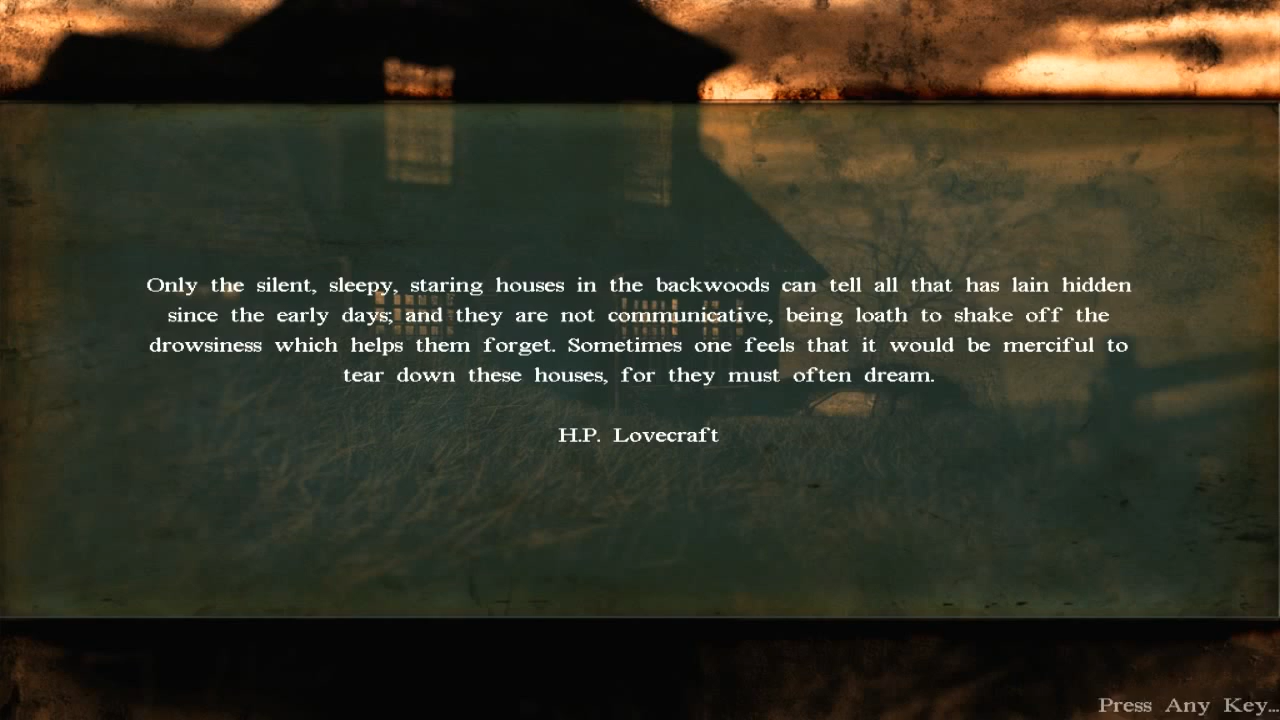 Only the silent, sleepy, staring houses in the backwoods can tell all that has lain hidden
since the early days; and they are not communicative, being loath to shake off the
drowsiness which helps them forget. Sometimes one feels that it would be merciful to
tear down these houses, for they must often dream.
H.P. Lovecraft
Press Any Key...